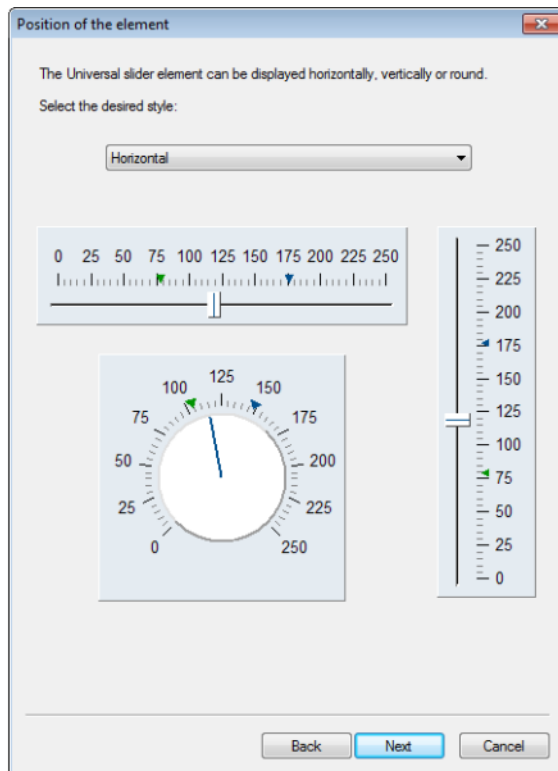 Position of the element
The Universal slider element can be displayed horizontally, vertically or round.
Select the desired style:
Horizontal
0 25 50 75 100 125 150 175 200 225 250
250
225
200
175
150
125
100
75
50
25
0
125
100 150
75 175
50 200
25 225
0 250
Back Next Cancel